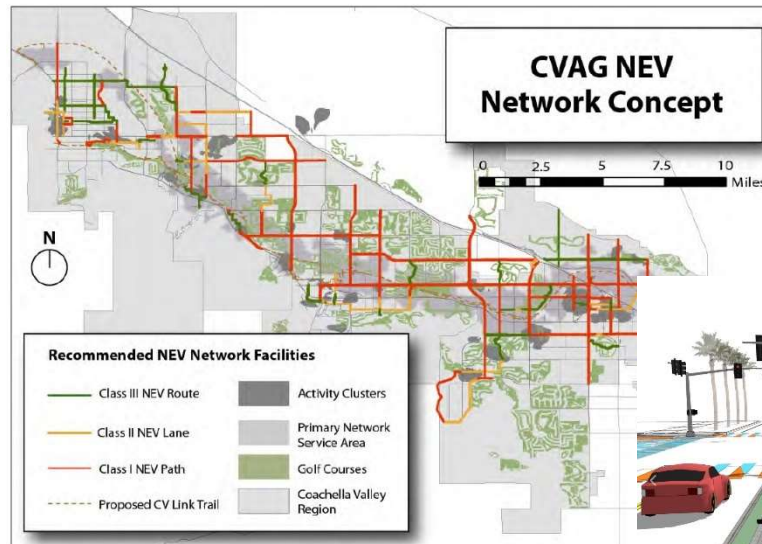 CVAG NEV
Network Concept
0 2.5 5 10
Miles
N
Recommended NEV Network Facilities
Class III NEV Route
Class II NEV Lane
Class I NEV Path
Proposed CV Link Trail
Activity Clusters
Primary Network
Service Area
Golf Courses
Coachella Valley
Region